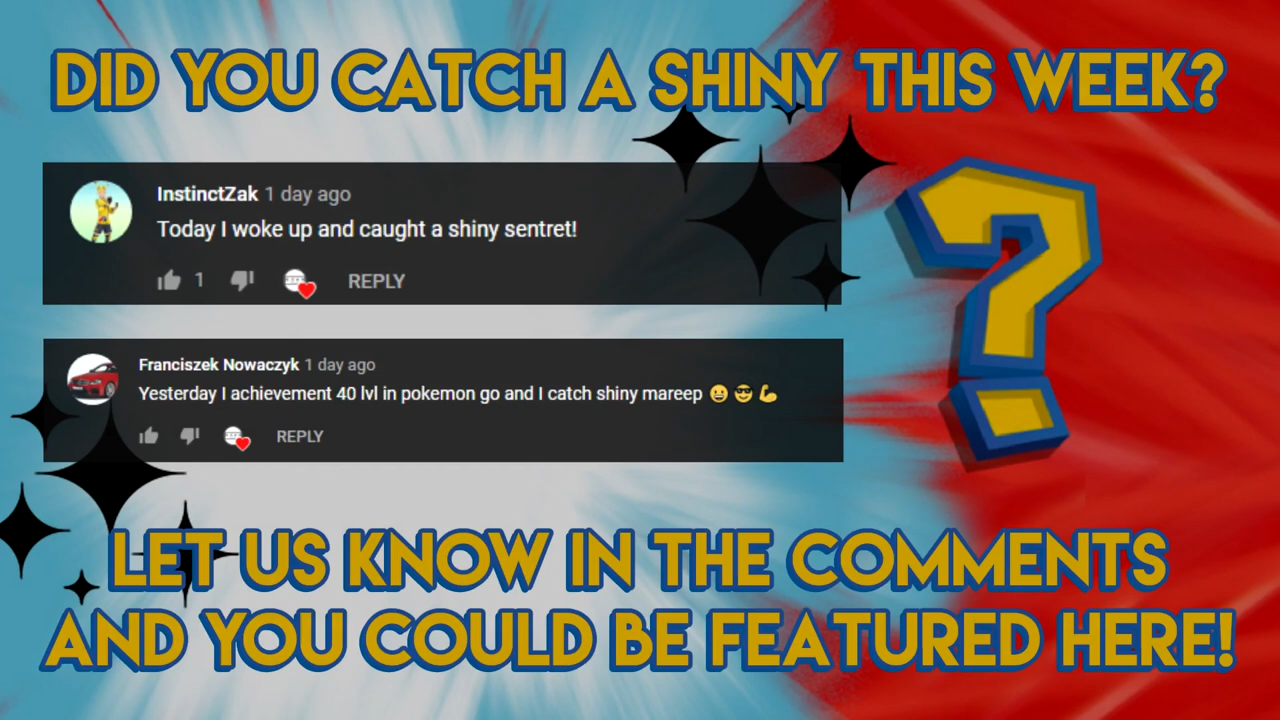 DID YOU CATCH A SHINY THIS WEEK?
InstinctZak 1 day ago
Today I woke up and caught a shiny sentret!
1 REPLY
Franciszek Nowaczyk 1 day ago
Yesterday I achievement 40 lvl in pokemon go and I catch shiny mareep 😀 😎 💪
REPLY
?
LET US KNOW IN THE COMMENTS
AND YOU COULD BE FEATURED HERE!